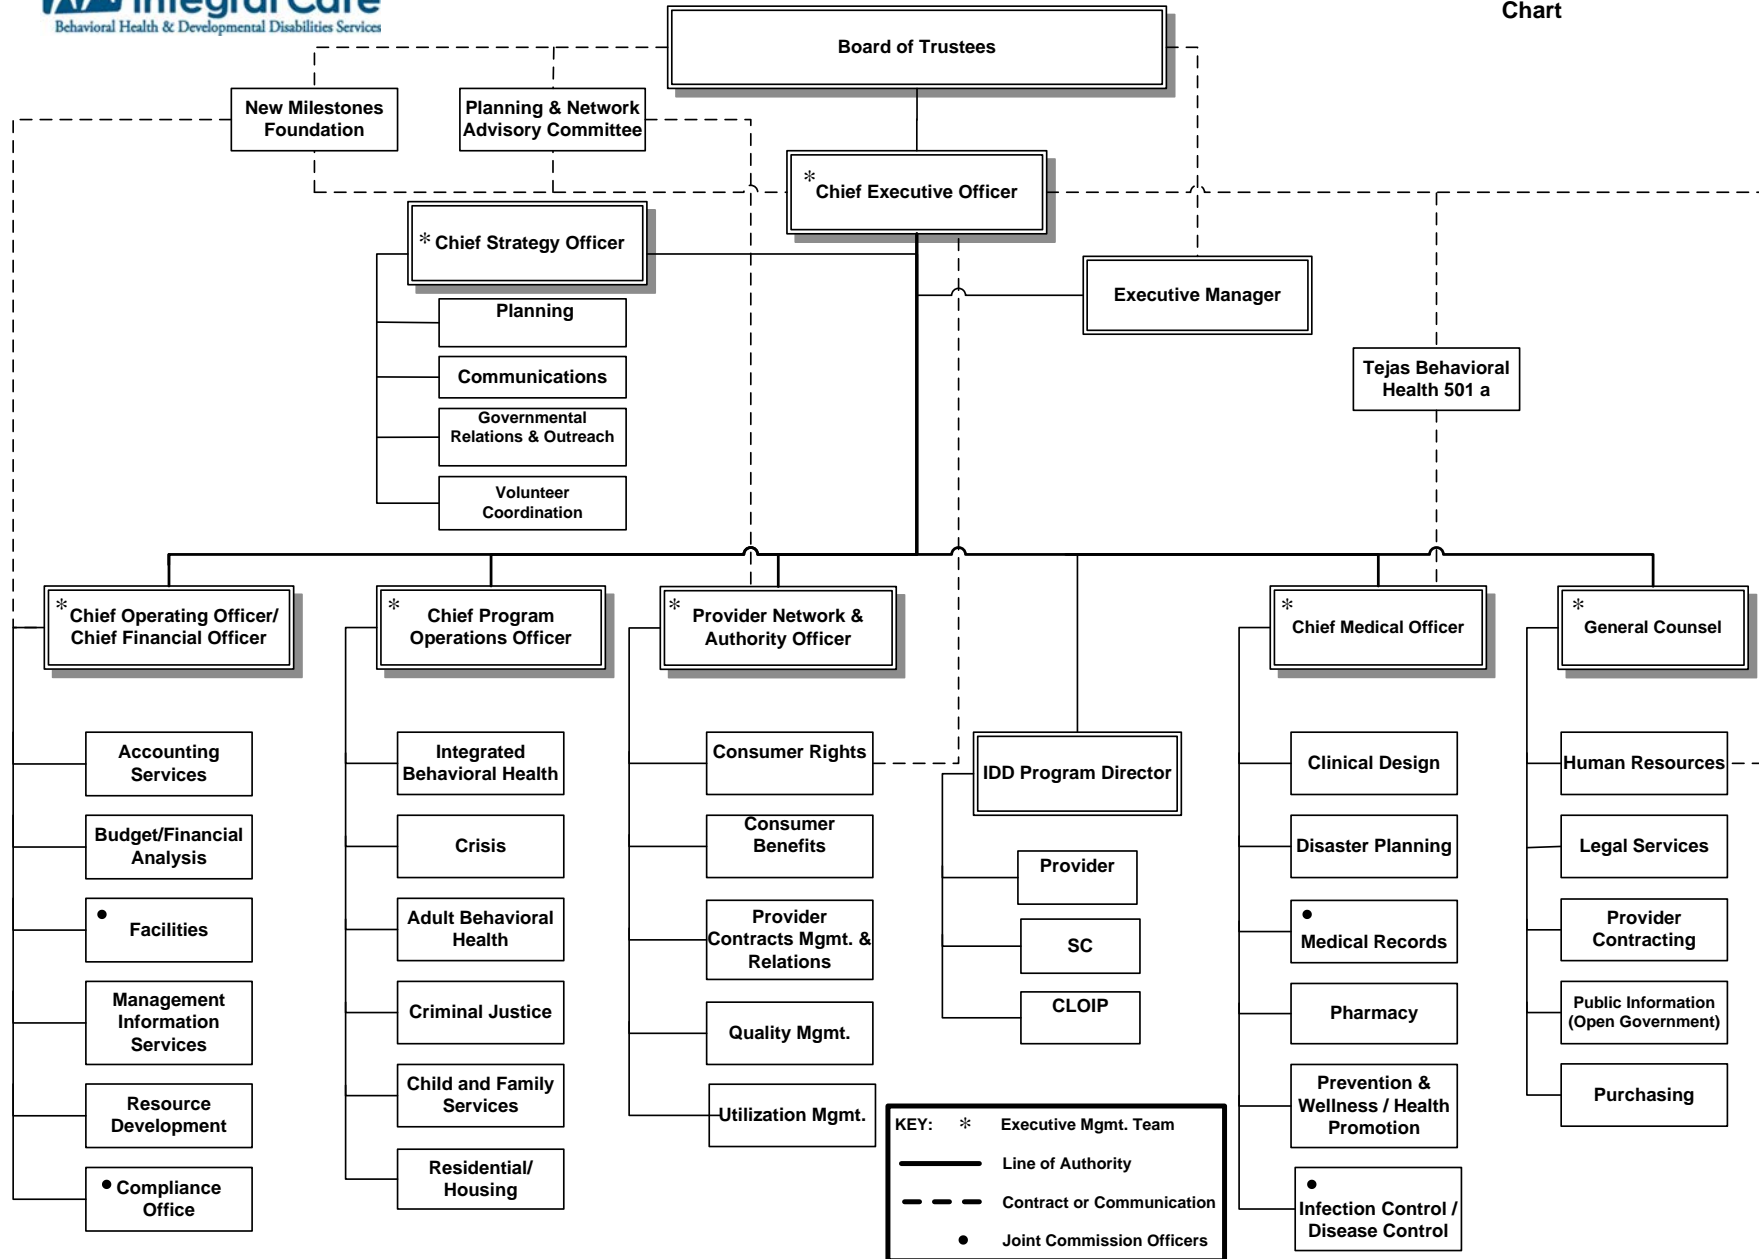 Integral Care
Behavioral Health & Developmental Disabilities Services
Chart
Board of Trustees
New Milestones
Foundation
Planning & Network
Advisory Committee
* Chief Executive Officer
* Chief Strategy Officer
Executive Manager
Planning
Communications
Governmental
Relations & Outreach
Volunteer
Coordination
Tejas Behavioral
Health 501 a
* Chief Operating Officer/
Chief Financial Officer
* Chief Program
Operations Officer
* Provider Network &
Authority Officer
* Chief Medical Officer
* General Counsel
Accounting
Services
Budget/Financial
Analysis
• Facilities
Management
Information
Services
Resource
Development
• Compliance
Office
Integrated
Behavioral Health
Crisis
Adult Behavioral
Health
Criminal Justice
Child and Family
Services
Residential/
Housing
Consumer Rights
Consumer
Benefits
Provider
Contracts Mgmt. &
Relations
Quality Mgmt.
Utilization Mgmt.
IDD Program Director
Provider
SC
CLOIP
Clinical Design
Disaster Planning
• Medical Records
Pharmacy
Prevention &
Wellness / Health
Promotion
• Infection Control /
Disease Control
Human Resources
Legal Services
Provider
Contracting
Public Information
(Open Government)
Purchasing
KEY: * Executive Mgmt. Team
Line of Authority
Contract or Communication
• Joint Commission Officers